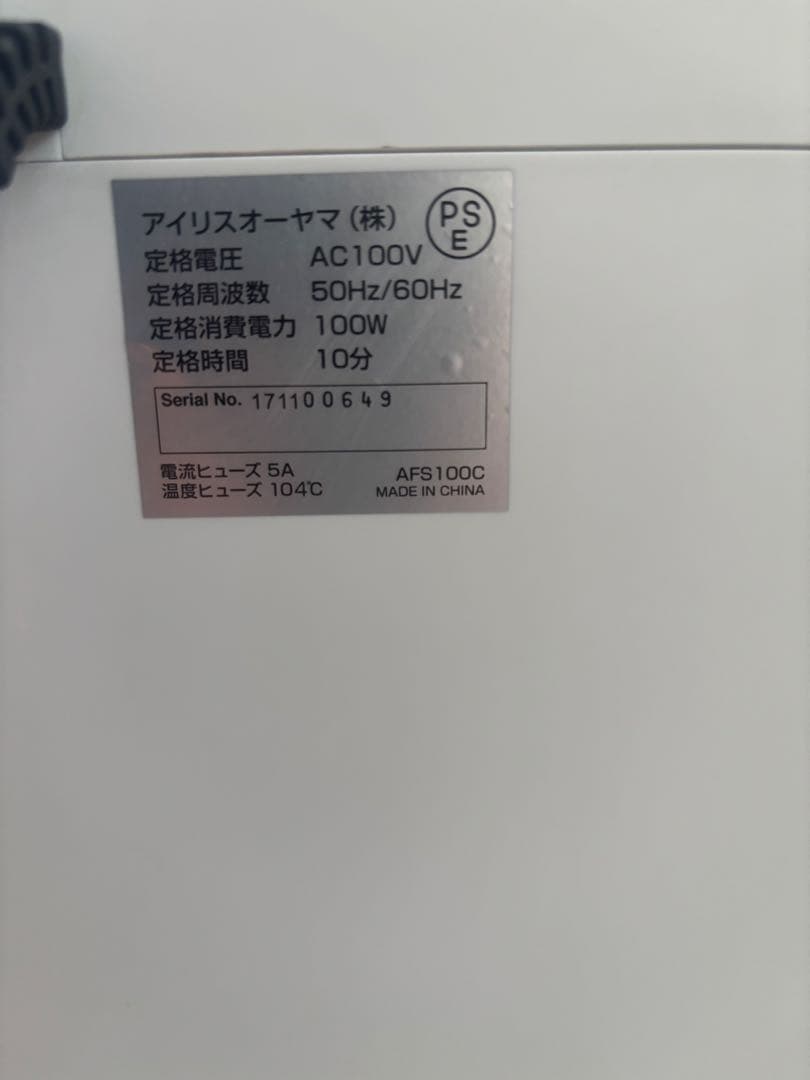 アイリスオーヤマ（株）
PS
E
定格電圧 AC100V
定格周波数 50Hz/60Hz
定格消費電力 100W
定格時間 10分
Serial No. 171100649
電流ヒューズ 5A
温度ヒューズ 104℃
AFS100C
MADE IN CHINA